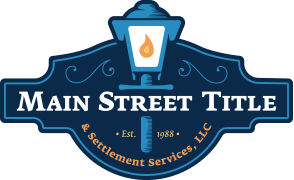 MAIN STREET TITLE
• Est. 1988 •
& Settlement Services, LLC